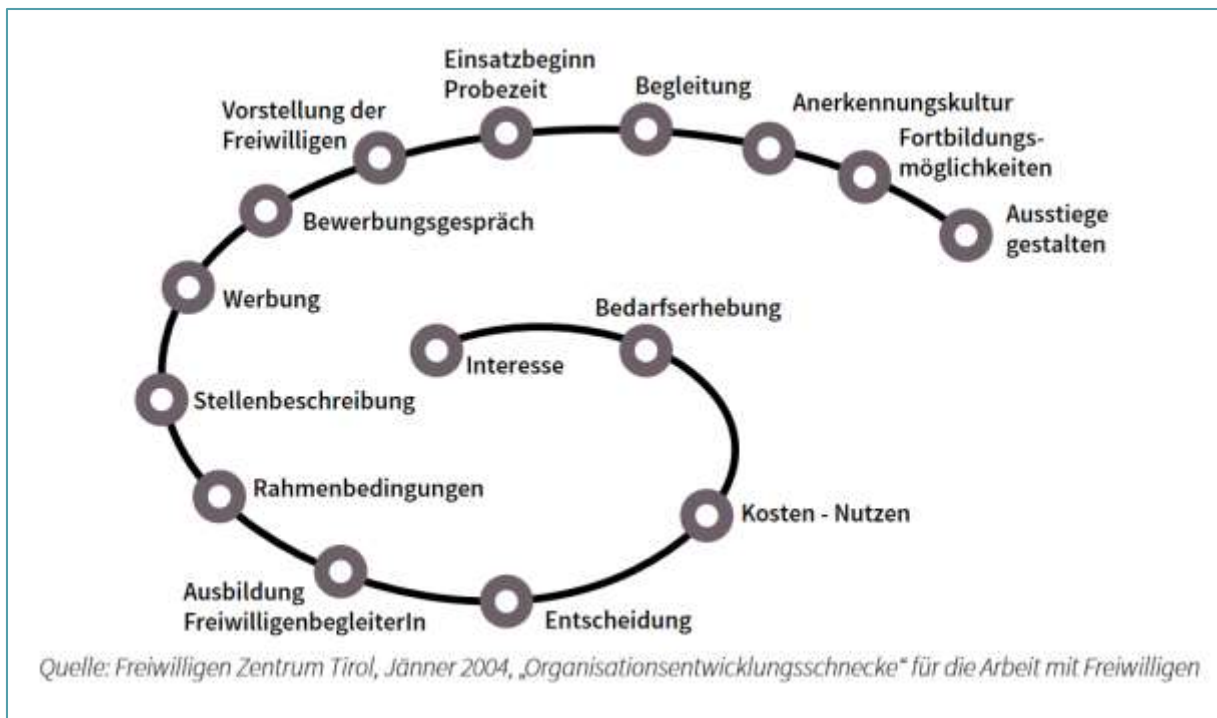 Einsatzbeginn
Probezeit
Begleitung
Anerkennungskultur
Vorstellung der
Freiwilligen
Fortbildungs-
möglichkeiten
Bewerbungsgespräch
Ausstiege
gestalten
Werbung
Bedarfserhebung
Interesse
Stellenbeschreibung
Rahmenbedingungen
Kosten - Nutzen
Ausbildung
FreiwilligenbegleiterIn
Entscheidung
Quelle: Freiwilligen Zentrum Tirol, Jänner 2004, „Organisationsentwicklungsschnecke“ für die Arbeit mit Freiwilligen